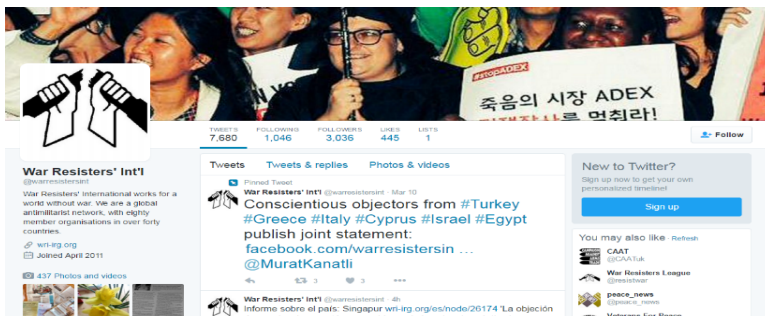 #stopADEX
죽음의 시장 ADEX
멈춰라!
TWEETS
7,680
FOLLOWING
1,046
FOLLOWERS
3,036
LIKES
445
LISTS
1
Follow
War Resisters' Int'l
@warresistersint
War Resisters' International works for a
world without war. We are a global
antimilitarist network, with eighty
member organisations in over forty
countries.
wri-irg.org
Joined April 2011
437 Photos and videos
Tweets Tweets & replies Photos & videos
Pinned Tweet
War Resisters' Int'l @warresistersint · Mar 10
Conscientious objectors from #Turkey
#Greece #Italy #Cyprus #Israel #Egypt
publish joint statement:
facebook.com/warresistersin …
@MuratKanatli
3 3 •••
War Resisters' Int'l @warresistersint · 4h
Informe sobre el país: Singapur wri-irg.org/es/node/26174 'La objeción
New to Twitter?
Sign up now to get your own
personalized timeline!
Sign up
You may also like · Refresh
CAAT
@CAATuk
War Resisters League
@resistwar
peace_news
@peace_news
Veterans For Peace